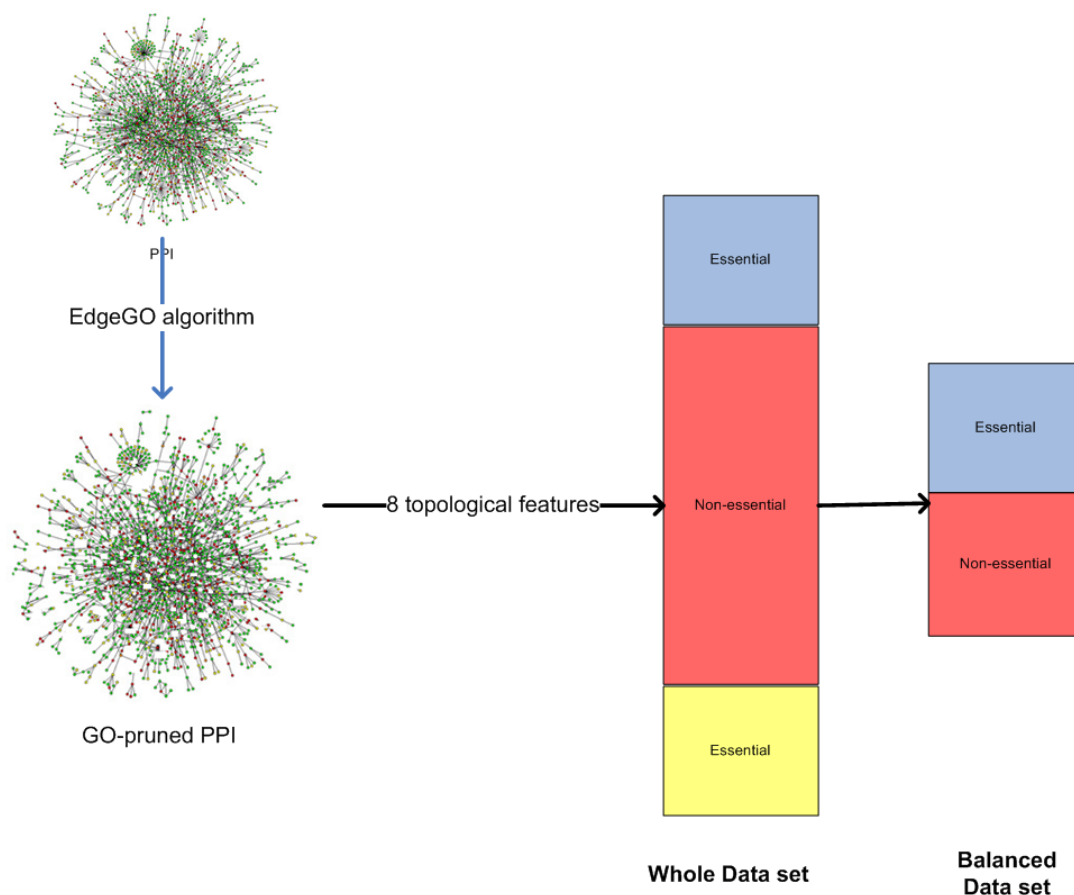 PPI
EdgeGO algorithm
GO-pruned PPI
8 topological features
Essential
Non-essential
Essential
Whole Data set
Essential
Non-essential
Balanced
Data set